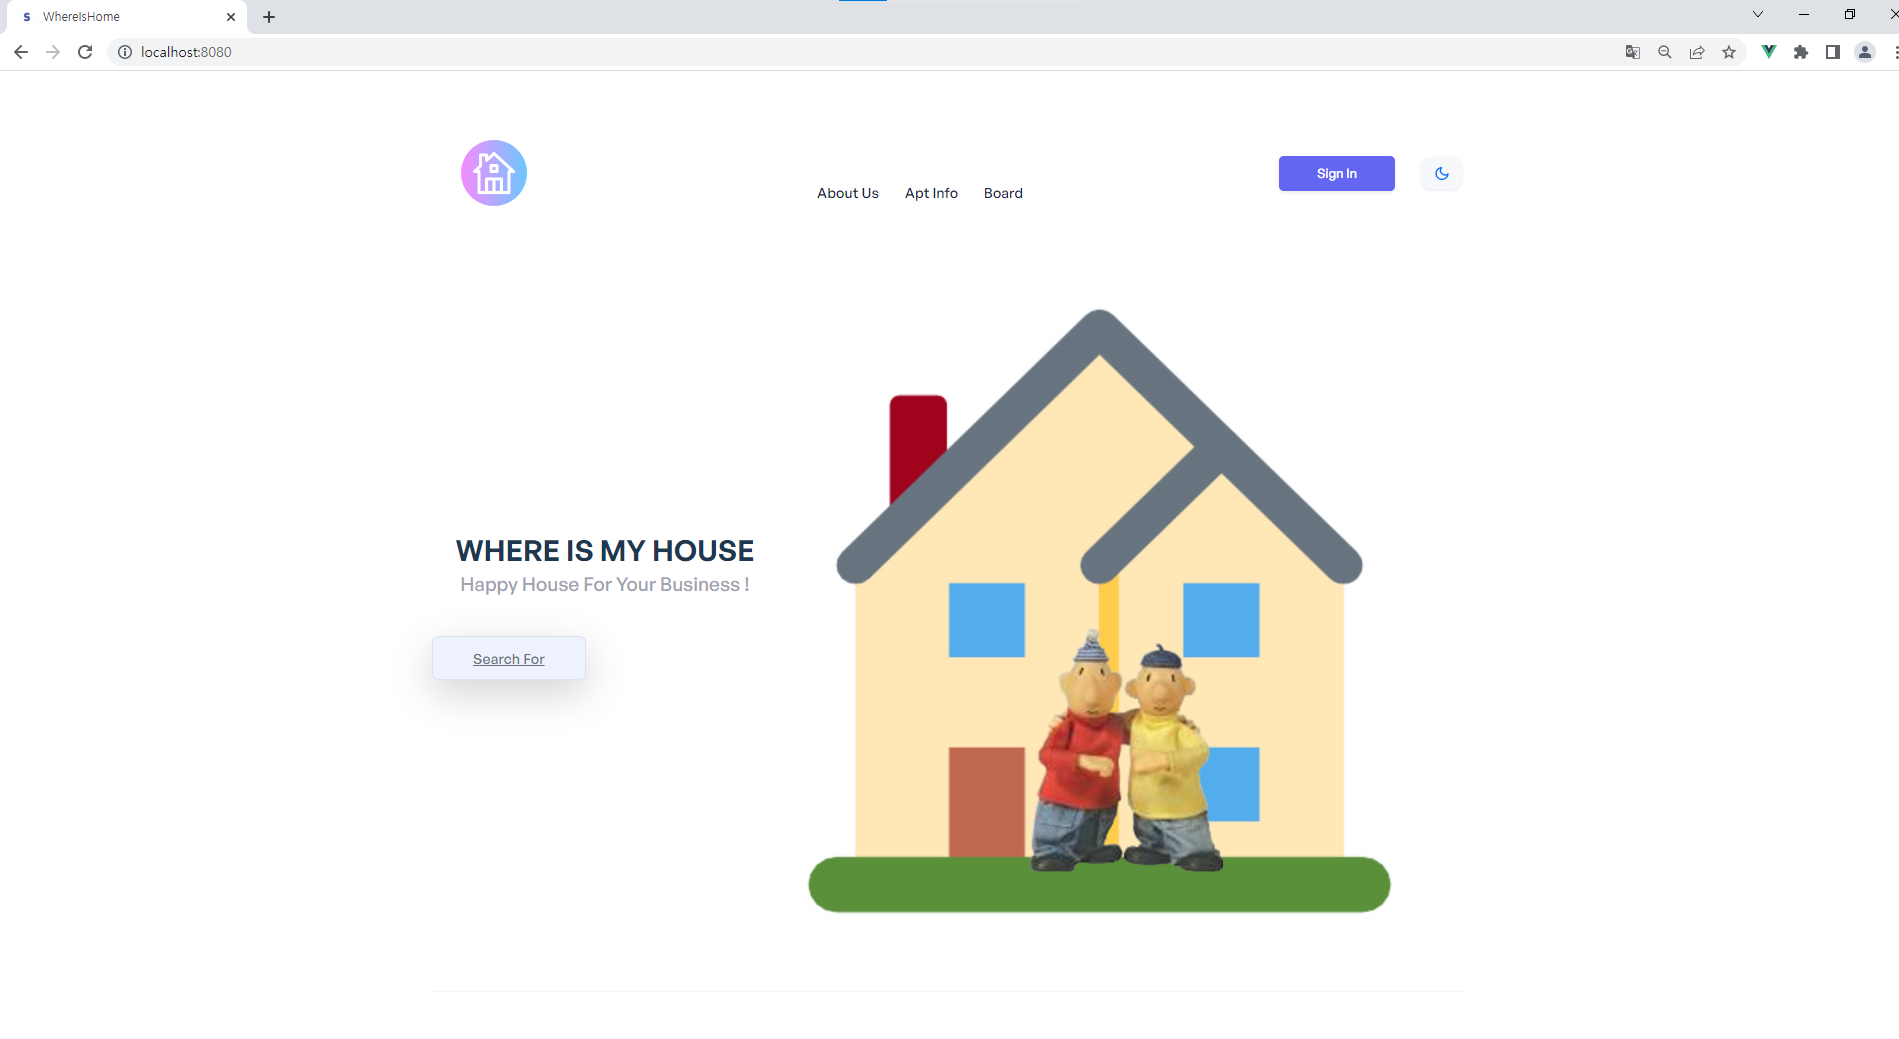 S WhereIsHome
localhost:8080
Sign In
About Us Apt Info Board
WHERE IS MY HOUSE
Happy House For Your Business !
Search For